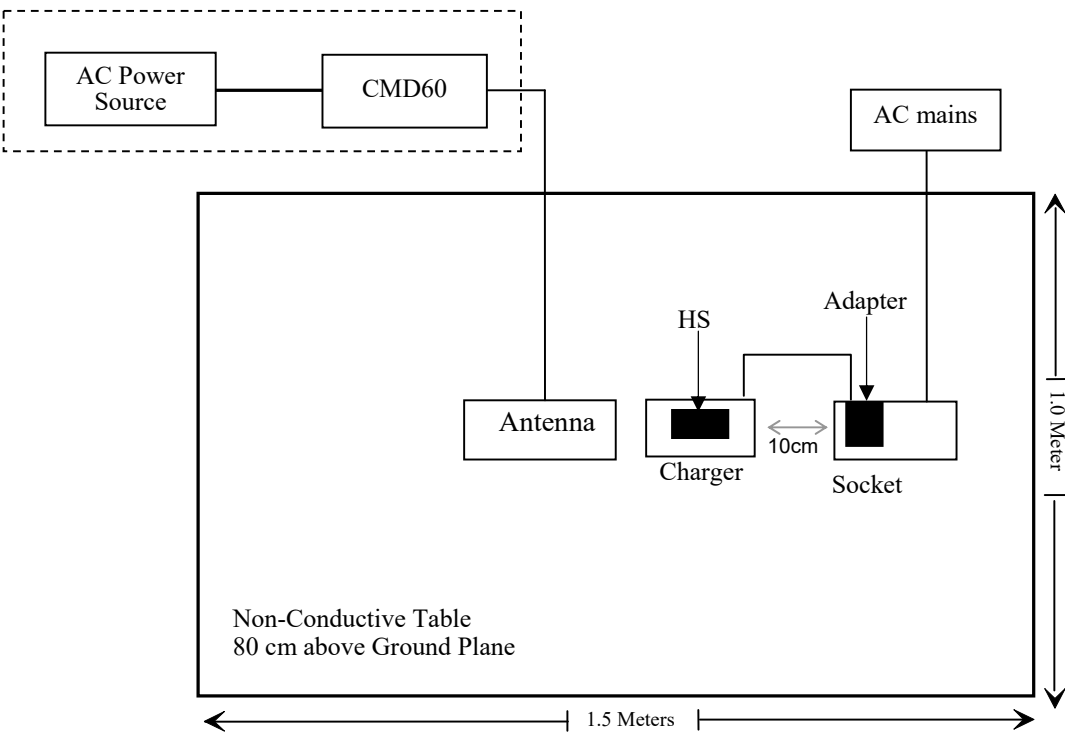 AC Power
Source
CMD60
AC mains
Adapter
HS
Antenna
10cm
Charger
Socket
1.0 Meter
Non-Conductive Table
80 cm above Ground Plane
1.5 Meters